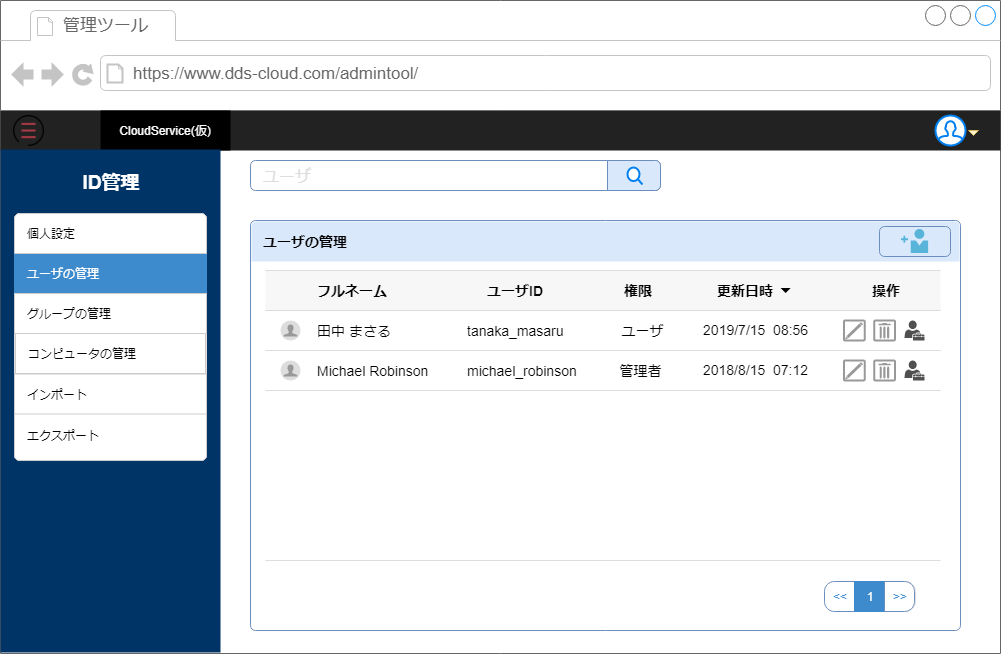 管理ツール
https://www.dds-cloud.com/admintool/
CloudService(仮)
ID管理
個人設定
ユーザの管理
グループの管理
コンピュータの管理
インポート
エクスポート
ユーザ
ユーザの管理
+
フルネーム ユーザID 権限 更新日時 操作
田中 まさる tanaka_masaru ユーザ 2019/7/15 08:56
Michael Robinson michael_robinson 管理者 2018/8/15 07:12
<< 1 >>